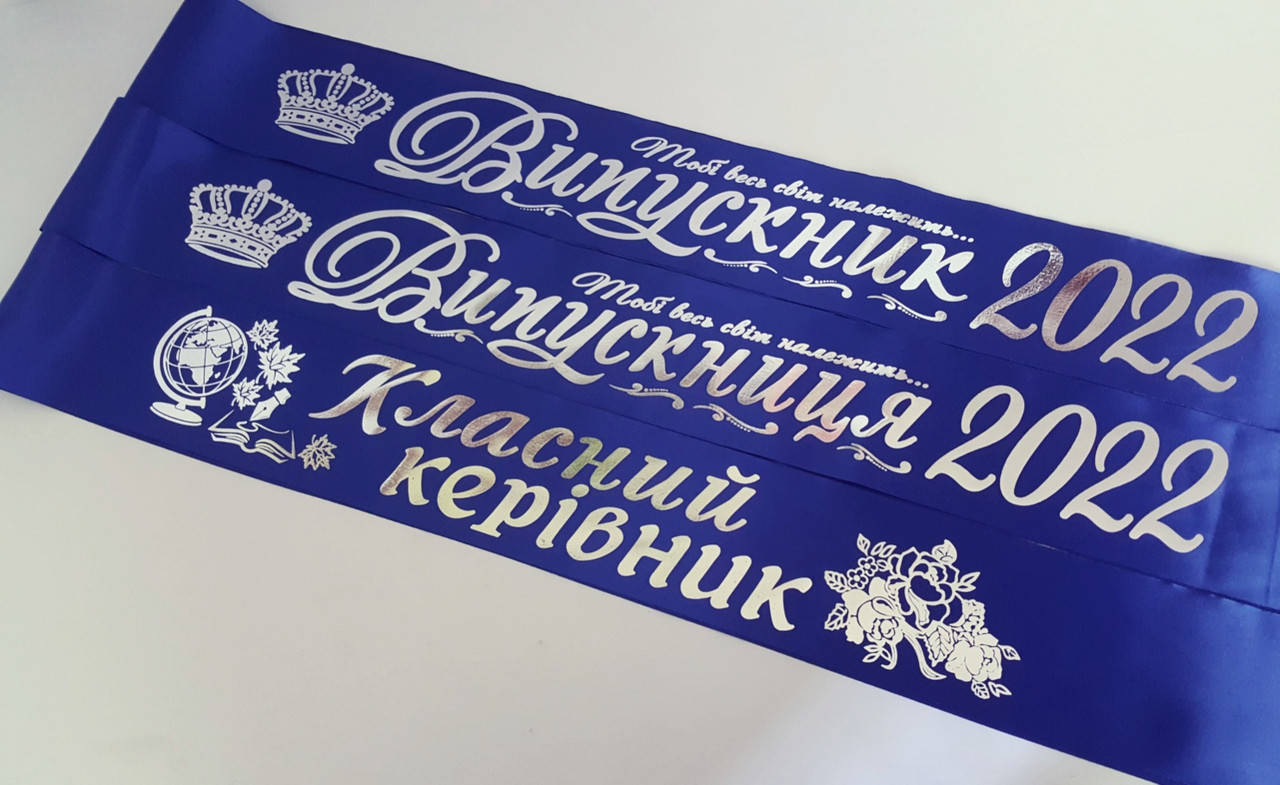 Тобі весь світ належить...
Випускник 2022
Тобі весь світ належить...
Випускниця 2022
Класний
керівник